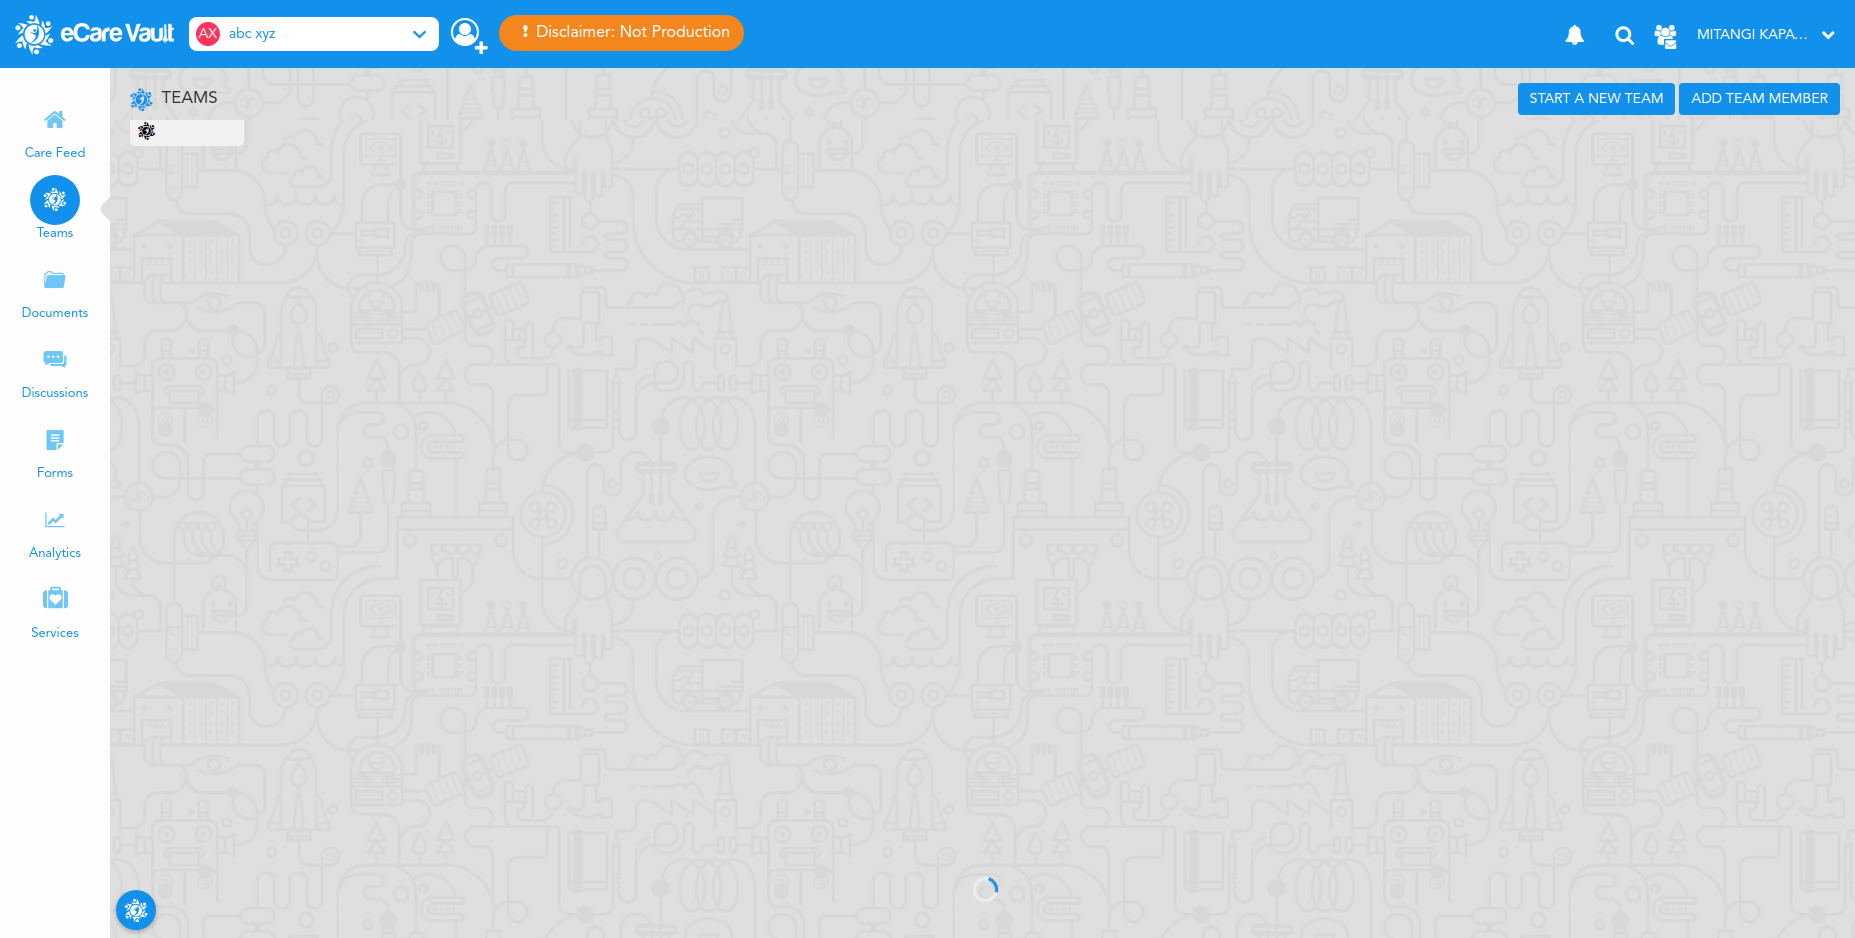 eCare Vault
AX abc xyz
! Disclaimer: Not Production
MITANGI KAPA...
TEAMS
START A NEW TEAM
ADD TEAM MEMBER
Care Feed
Teams
Documents
Discussions
Forms
Analytics
Services